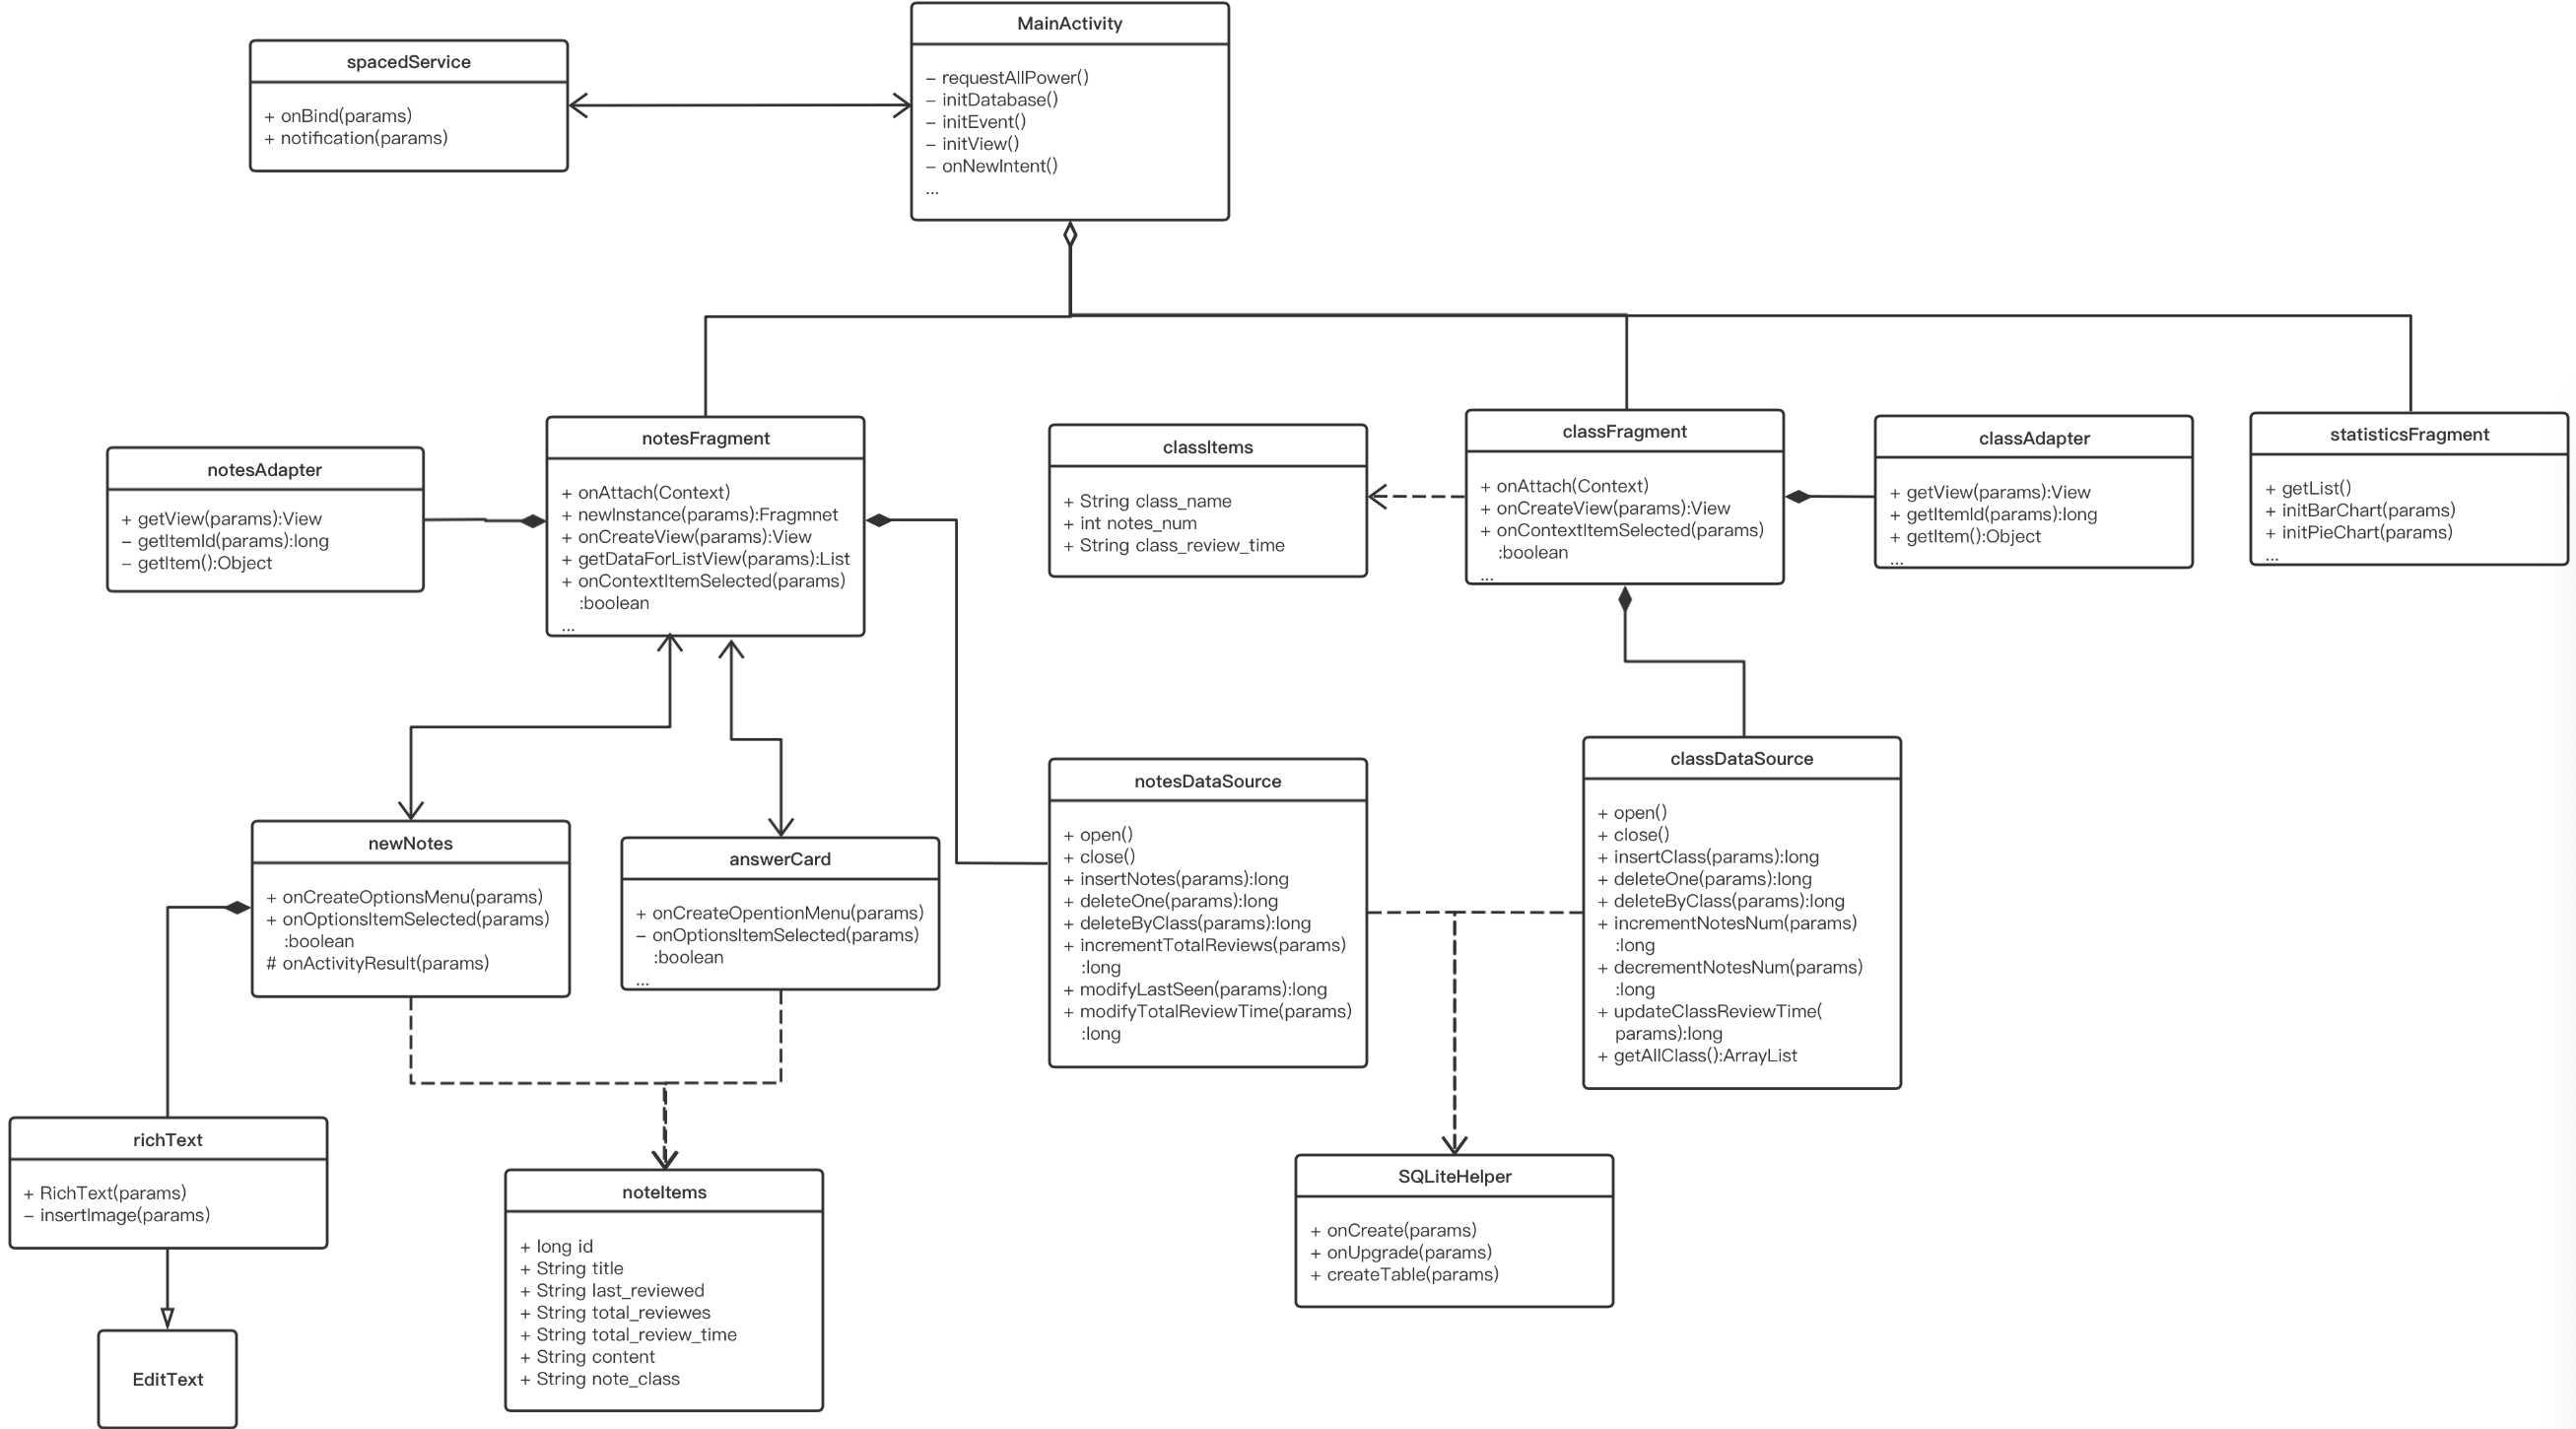 MainActivity
– requestAllPower()
– initDatabase()
– initEvent()
– initView()
– onNewIntent()
...
spacedService
+ onBind(params)
+ notification(params)
notesAdapter
+ getView(params):View
– getItemId(params):long
– getItem():Object
notesFragment
+ onAttach(Context)
+ newInstance(params):Fragmnet
+ onCreateView(params):View
+ getDataForListView(params):List
+ onContextItemSelected(params)
:boolean
...
classItems
+ String class_name
+ int notes_num
+ String class_review_time
classFragment
+ onAttach(Context)
+ onCreateView(params):View
+ onContextItemSelected(params)
:boolean
...
classAdapter
+ getView(params):View
+ getItemId(params):long
+ getItem():Object
...
statisticsFragment
+ getList()
+ initBarChart(params)
+ initPieChart(params)
...
newNotes
+ onCreateOptionsMenu(params)
+ onOptionsItemSelected(params)
:boolean
# onActivityResult(params)
answerCard
+ onCreateOpentionMenu(params)
– onOptionsItemSelected(params)
:boolean
...
notesDataSource
+ open()
+ close()
+ insertNotes(params):long
+ deleteOne(params):long
+ deleteByClass(params):long
+ incrementTotalReviews(params)
:long
+ modifyLastSeen(params):long
+ modifyTotalReviewTime(params)
:long
classDataSource
+ open()
+ close()
+ insertClass(params):long
+ deleteOne(params):long
+ deleteByClass(params):long
+ incrementNotesNum(params)
:long
+ decrementNotesNum(params)
:long
+ updateClassReviewTime(
params):long
+ getAllClass():ArrayList
richText
+ RichText(params)
– insertImage(params)
EditText
noteItems
+ long id
+ String title
+ String last_reviewed
+ String total_reviewes
+ String total_review_time
+ String content
+ String note_class
SQLiteHelper
+ onCreate(params)
+ onUpgrade(params)
+ createTable(params)